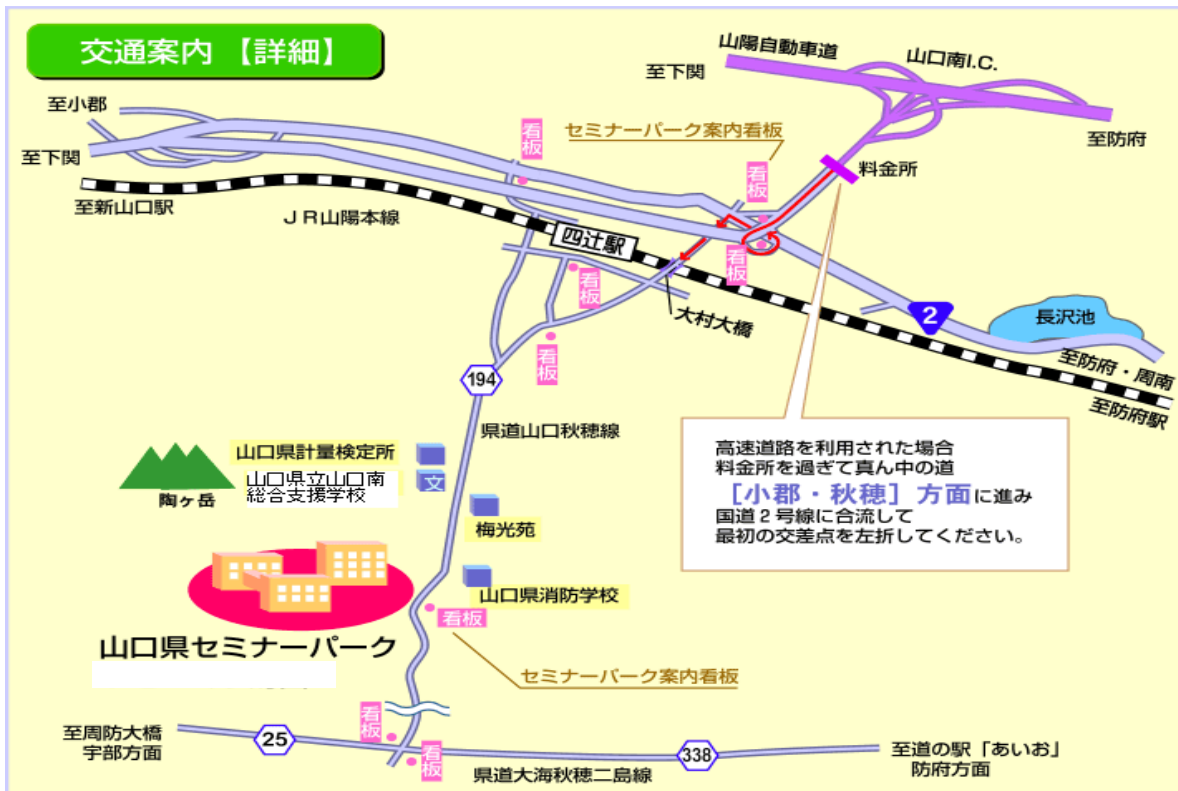 交通案内 【詳細】
山陽自動車道
山口南I.C.
至下関
至防府
料金所
至小郡
至下関
看板
セミナーパーク案内看板
看板
至新山口駅
JR山陽本線
四辻駅
看板
看板
大村大橋
2
長沢池
至防府・周南
至防府駅
看板
194
県道山口秋穂線
高速道路を利用された場合
料金所を過ぎて真ん中の道
[小郡・秋穂] 方面に進み
国道2号線に合流して
最初の交差点を左折してください。
山口県計量検定所
山口県立山口南
総合支援学校
文
陶ヶ岳
梅光苑
山口県消防学校
看板
山口県セミナーパーク
セミナーパーク案内看板
看板
至周防大橋
宇部方面
25
看板
338
県道大海秋穂二島線
至道の駅「あいお」
防府方面